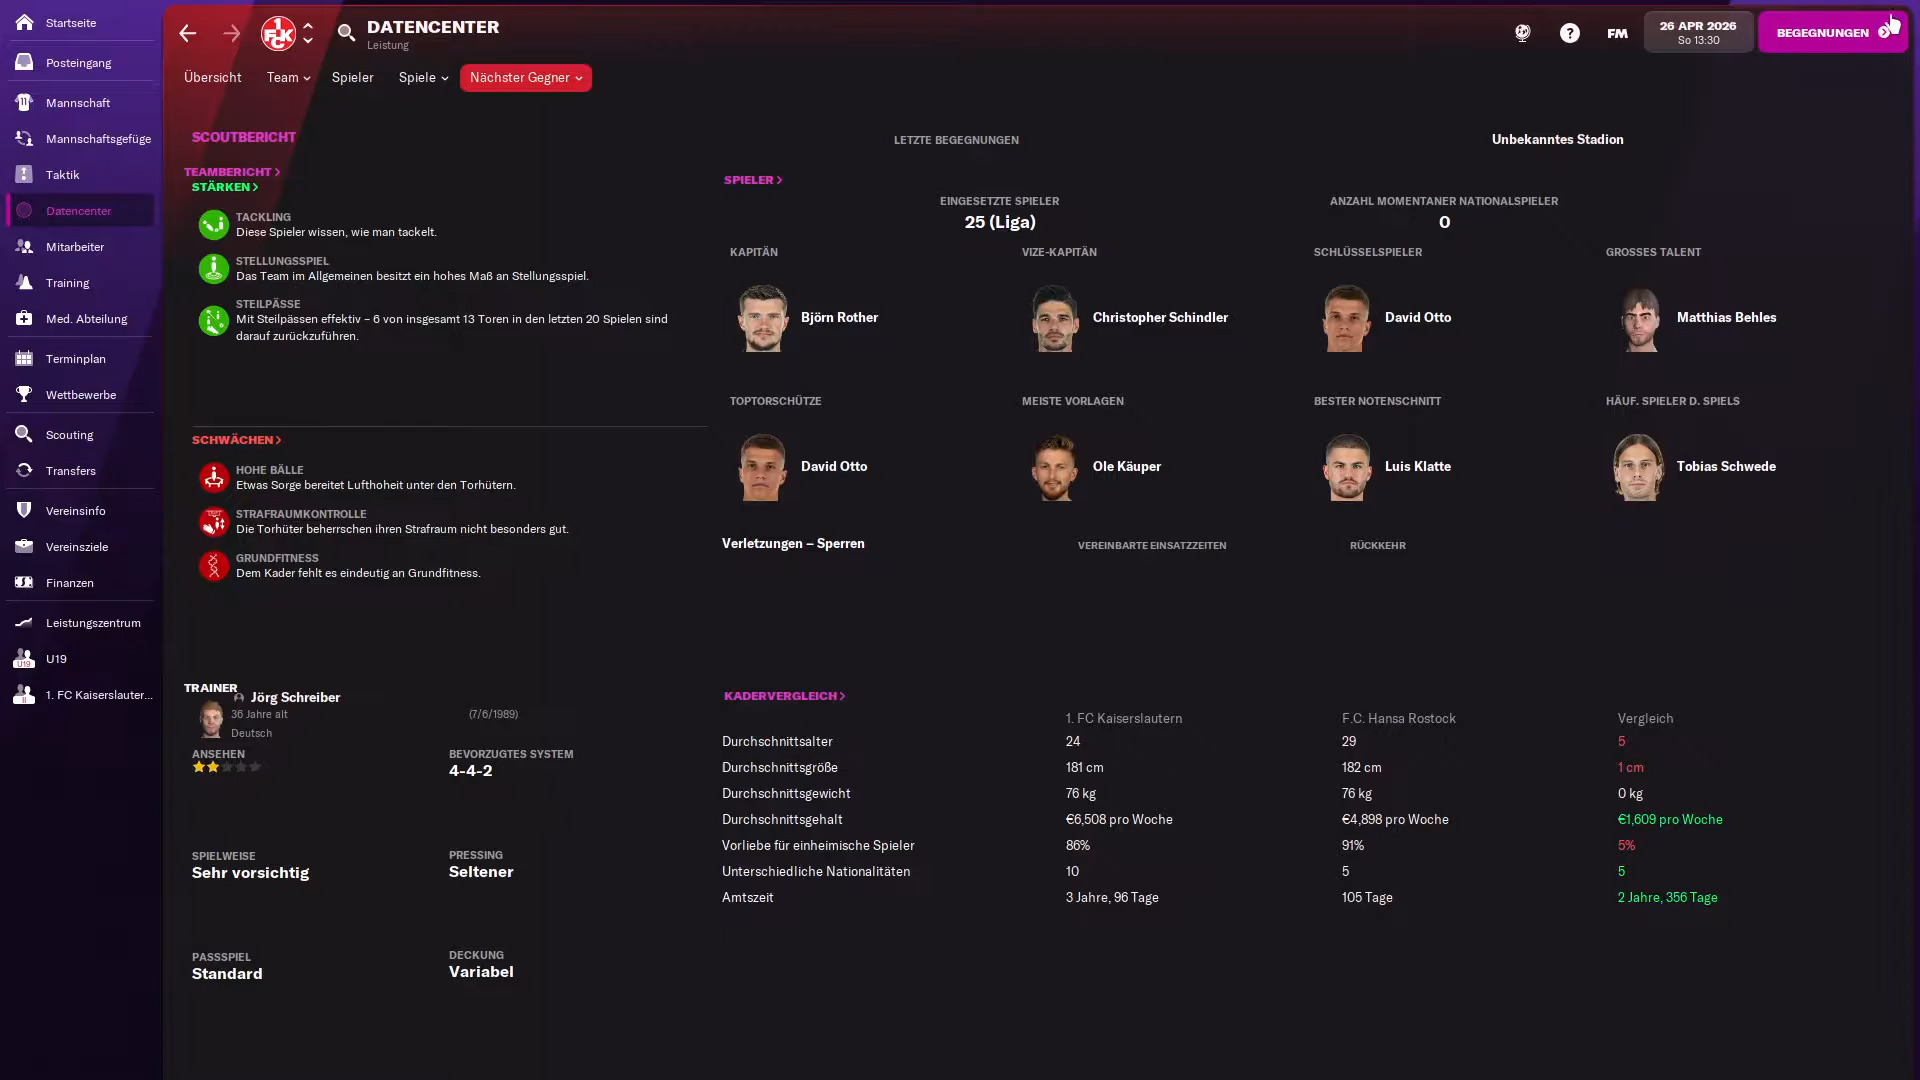 Startseite
Posteingang
Mannschaft
Mannschaftsgefüge
Taktik
Datencenter
Mitarbeiter
Training
Med. Abteilung
Terminplan
Wettbewerbe
Scouting
Transfers
Vereinsinfo
Vereinsziele
Finanzen
Leistungszentrum
U19
1. FC Kaiserslauter...
DATENCENTER
Leistung
FM
26 APR 2026
So 13:30
BEGEGNUNGEN
Übersicht Team Spieler Spiele Nächster Gegner
SCOUTBERICHT
TEAMBERICHT
STÄRKEN
TACKLING
Diese Spieler wissen, wie man tackelt.
STELLUNGSSPIEL
Das Team im Allgemeinen besitzt ein hohes Maß an Stellungsspiel.
STEILPÄSSE
Mit Steilpässen effektiv – 6 von insgesamt 13 Toren in den letzten 20 Spielen sind
darauf zurückzuführen.
SCHWÄCHEN
HOHE BÄLLE
Etwas Sorge bereitet Lufthoheit unter den Torhütern.
STRAFRAUMKONTROLLE
Die Torhüter beherrschen ihren Strafraum nicht besonders gut.
GRUNDFITNESS
Dem Kader fehlt es eindeutig an Grundfitness.
LETZTE BEGEGNUNGEN Unbekanntes Stadion
SPIELER
EINGESETZTE SPIELER ANZAHL MOMENTANER NATIONALSPIELER
25 (Liga) 0
KAPITÄN VIZE-KAPITÄN SCHLÜSSELSPIELER GROSSES TALENT
Björn Rother Christopher Schindler David Otto Matthias Behles
TOPTORSCHÜTZE MEISTE VORLAGEN BESTER NOTENSCHNITT HÄUF. SPIELER D. SPIELS
David Otto Ole Käuper Luis Klatte Tobias Schwede
Verletzungen – Sperren VEREINBARTE EINSATZZEITEN RÜCKKEHR
TRAINER
Jörg Schreiber
36 Jahre alt (7/6/1989)
Deutsch
ANSEHEN BEVORZUGTES SYSTEM
4-4-2
SPIELWEISE PRESSING
Sehr vorsichtig Seltener
PASSSPIEL DECKUNG
Standard Variabel
KADERVERGLEICH
1. FC Kaiserslautern F.C. Hansa Rostock Vergleich
Durchschnittsalter 24 29 5
Durchschnittsgröße 181 cm 182 cm 1 cm
Durchschnittsgewicht 76 kg 76 kg 0 kg
Durchschnittsgehalt €6,508 pro Woche €4,898 pro Woche €1,609 pro Woche
Vorliebe für einheimische Spieler 86% 91% 5%
Unterschiedliche Nationalitäten 10 5 5
Amtszeit 3 Jahre, 96 Tage 105 Tage 2 Jahre, 356 Tage